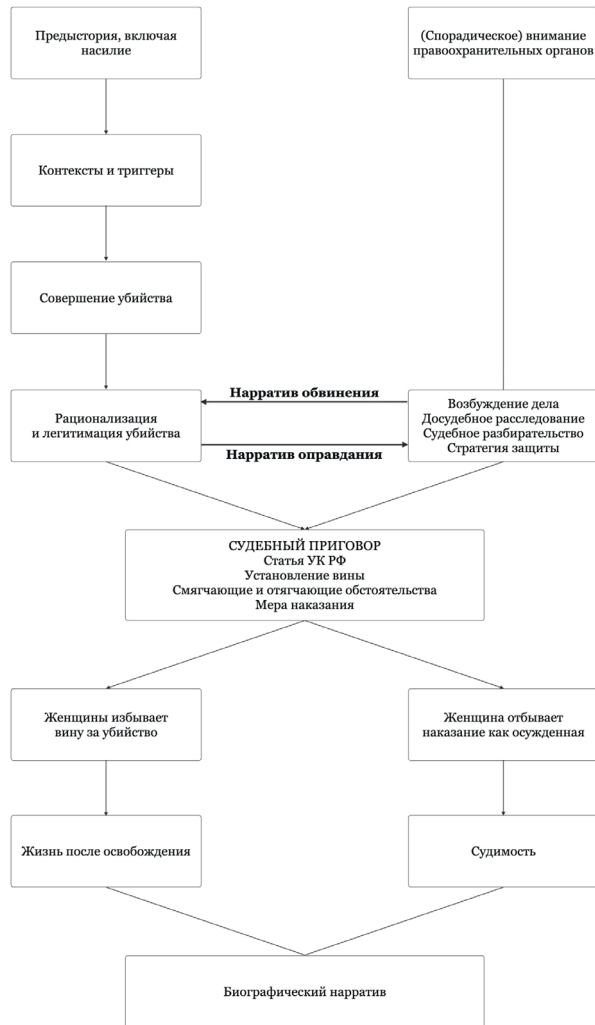 Предыстория, включая
насилие
(Спорадическое) внимание
правоохранительных органов
Контексты и триггеры
Совершение убийства
Рационализация
и легитимация убийства
Нарратив обвинения
Нарратив оправдания
Возбуждение дела
Досудебное расследование
Судебное разбирательство
Стратегия защиты
СУДЕБНЫЙ ПРИГОВОР
Статья УК РФ
Установление вины
Смягчающие и отягчающие обстоятельства
Мера наказания
Женщины избывает
вину за убийство
Женщина отбывает
наказание как осужденная
Жизнь после освобождения
Судимость
Биографический нарратив